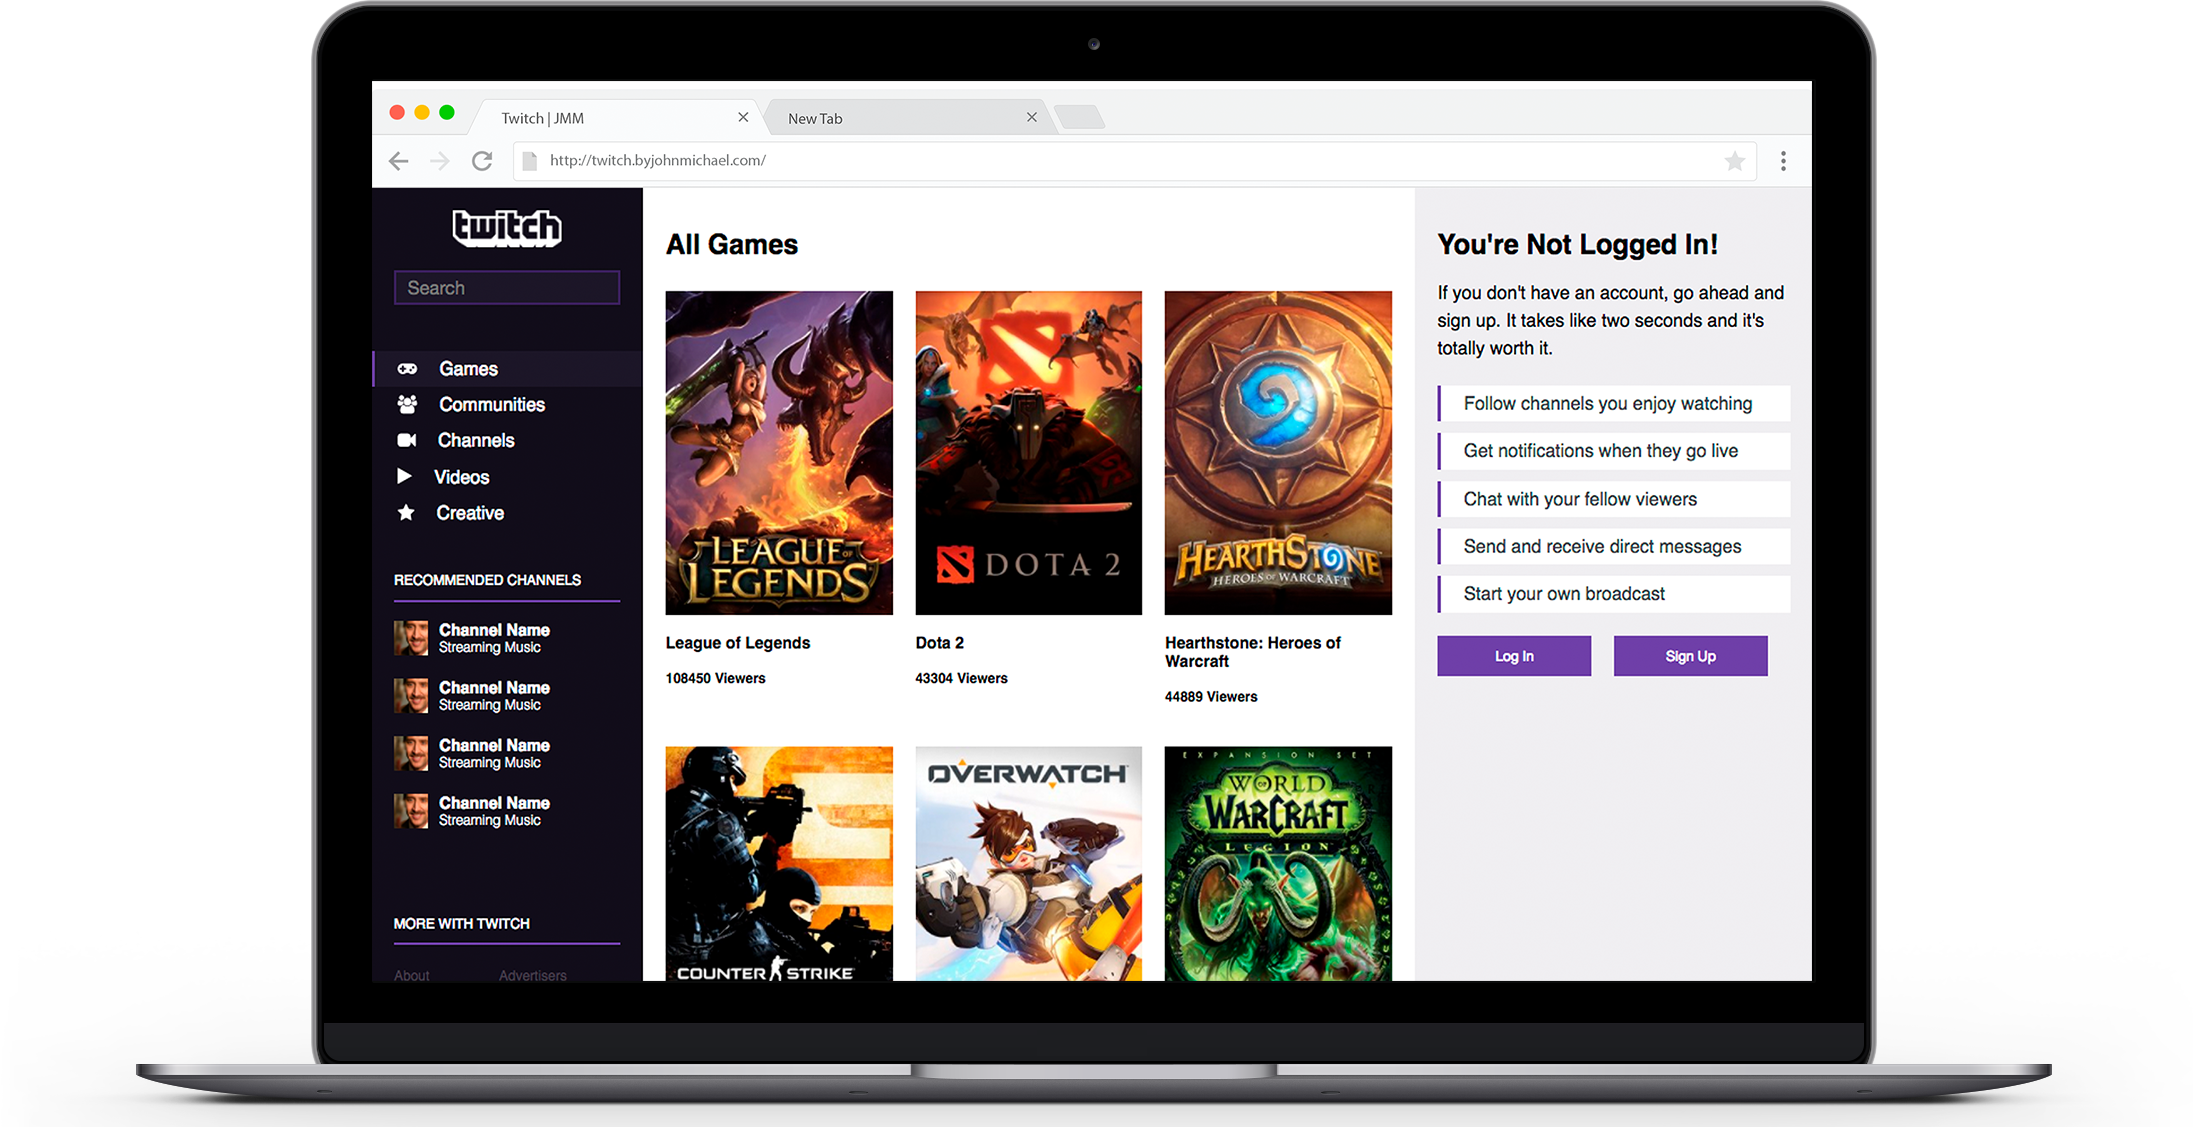 Twitch | JMM
New Tab
http://twitch.byjohnmichael.com/
twitch
Search
Games
Communities
Channels
Videos
Creative
RECOMMENDED CHANNELS
Channel Name
Streaming Music
Channel Name
Streaming Music
Channel Name
Streaming Music
Channel Name
Streaming Music
MORE WITH TWITCH
About Advertisers
All Games
LEAGUE OF
LEGENDS
DOTA 2
HEARTHSTONE
HEROES OF WARCRAFT
League of Legends
108450 Viewers
Dota 2
43304 Viewers
Hearthstone: Heroes of
Warcraft
44889 Viewers
COUNTER STRIKE
OVERWATCH
EXPANSION SET
WORLD
OF
WARCRAFT
LEGION
You're Not Logged In!
If you don't have an account, go ahead and
sign up. It takes like two seconds and it's
totally worth it.
Follow channels you enjoy watching
Get notifications when they go live
Chat with your fellow viewers
Send and receive direct messages
Start your own broadcast
Log In
Sign Up